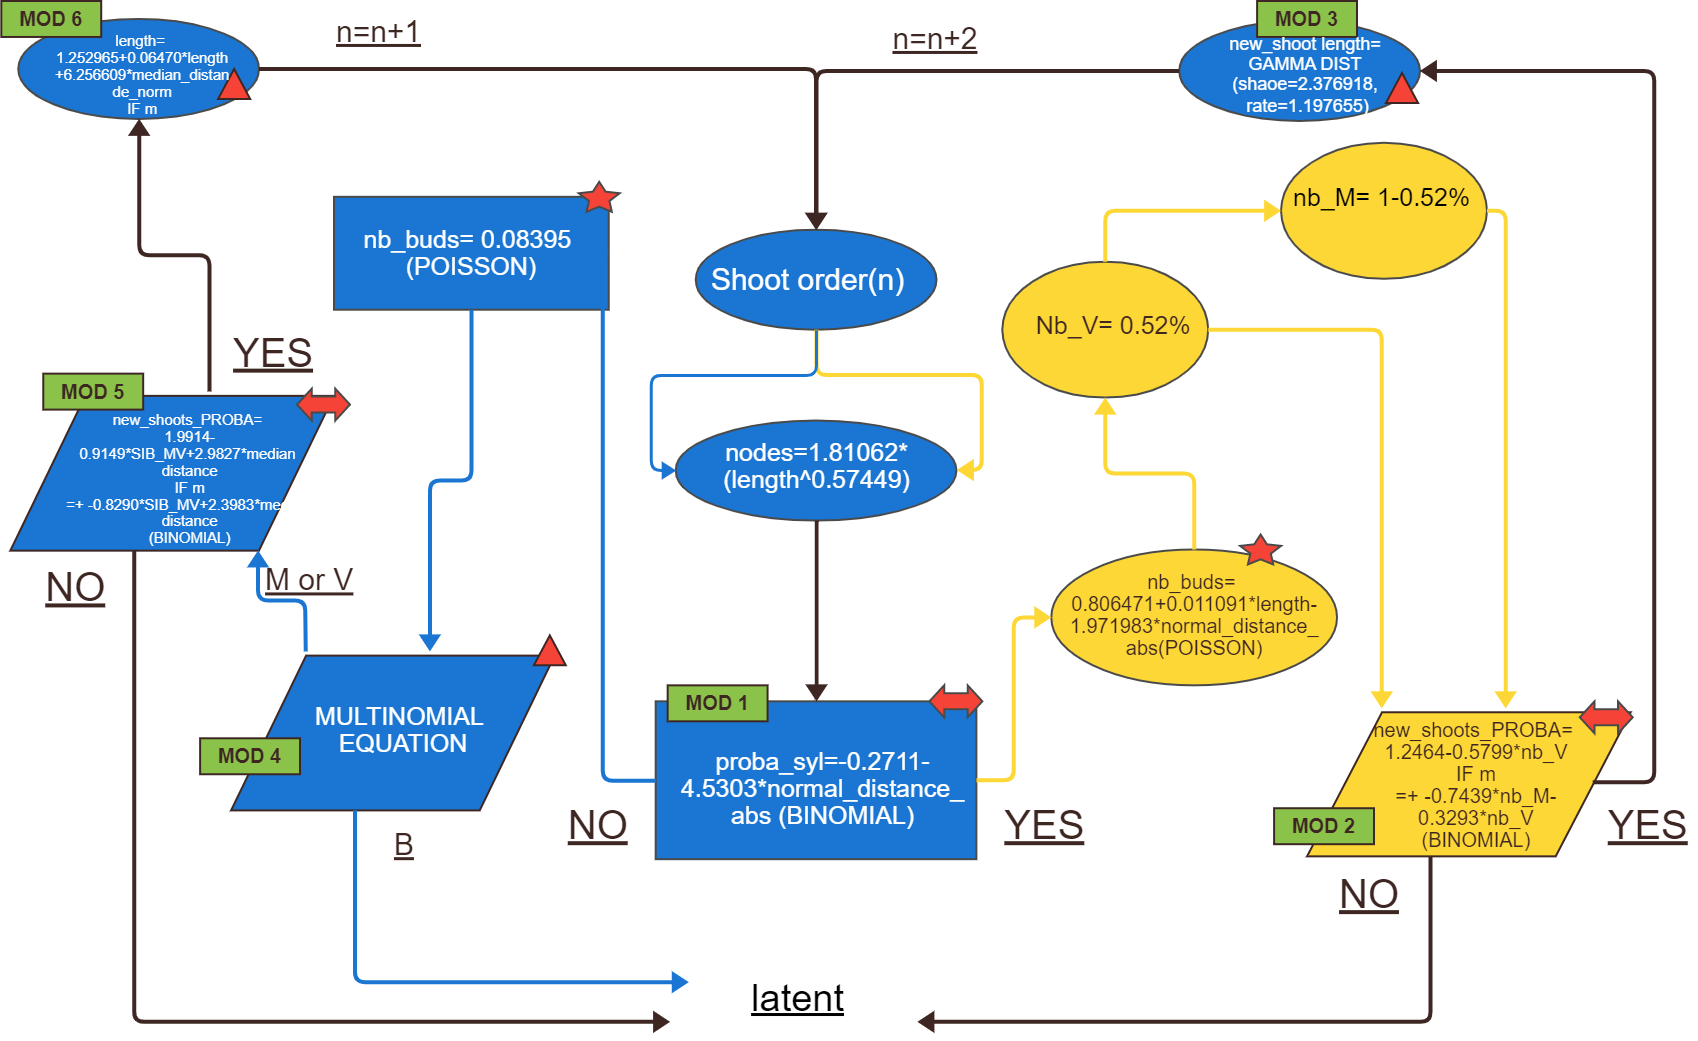 MOD 6
length=
1.252965+0.06470*length
+6.256609*median_distan
de_norm
IF m
n=n+1
n=n+2
MOD 3
new_shoot length=
GAMMA DIST
(shaoe=2.376918,
rate=1.197655)
nb_buds= 0.08395
(POISSON)
Shoot order(n)
nb_M= 1-0.52%
Nb_V= 0.52%
YES
MOD 5
new_shoots_PROBA=
1.9914-
0.9149*SIB_MV+2.9827*median
distance
IF m
=+ -0.8290*SIB_MV+2.3983*me
distance
(BINOMIAL)
nodes=1.81062*
(length^0.57449)
NO
M or V
nb_buds=
0.806471+0.011091*length-
1.971983*normal_distance_
abs(POISSON)
MULTINOMIAL
EQUATION
MOD 4
MOD 1
proba_syl=-0.2711-
4.5303*normal_distance_
abs (BINOMIAL)
NO
YES
new_shoots_PROBA=
1.2464-0.5799*nb_V
IF m
=+ -0.7439*nb_M-
0.3293*nb_V
(BINOMIAL)
MOD 2
YES
B
NO
latent